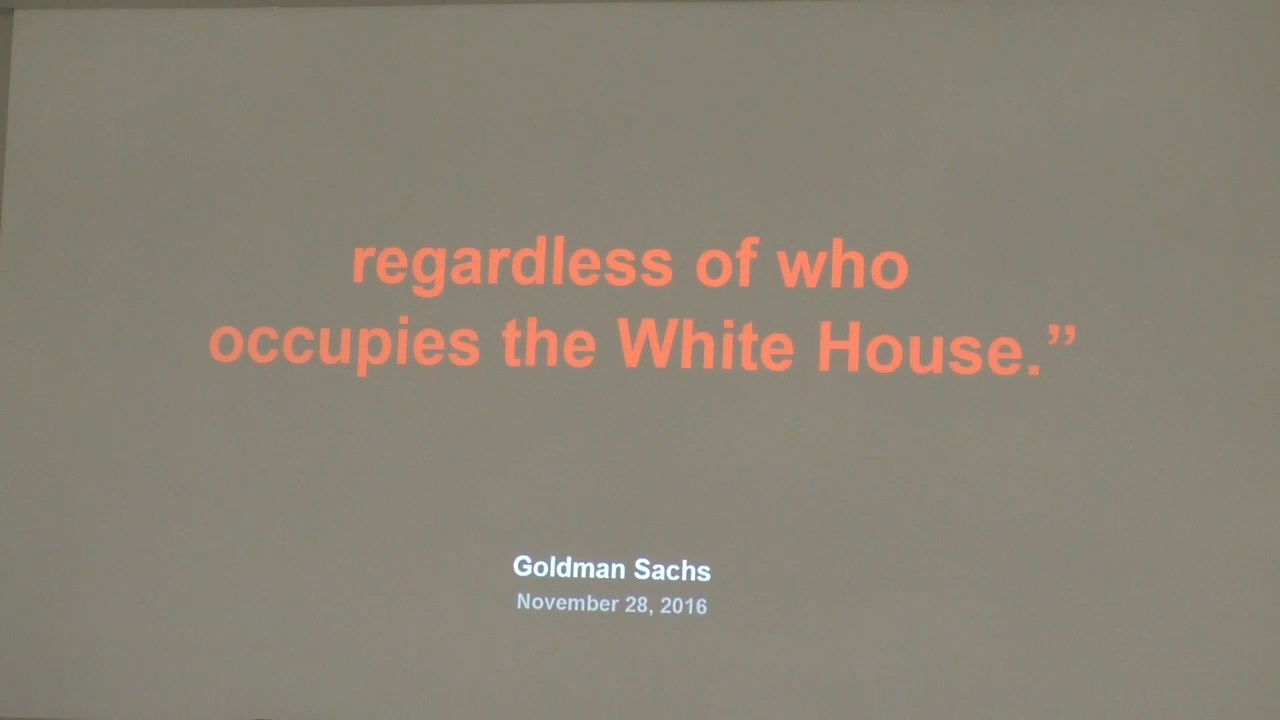 regardless of who
occupies the White House.”
Goldman Sachs
November 28, 2016